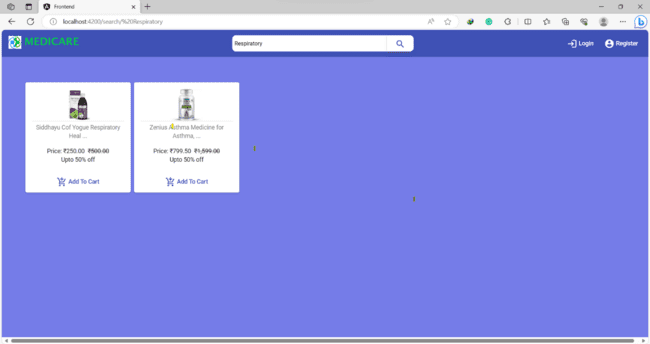 Frontend
localhost:4200/search/%20Respiratory
MEDICARE
Respiratory
Login
Register
Siddhayu Cof Yogue Respiratory
Heal ...
Price: ₹250.00 ₹500.00
Upto 50% off
Add To Cart
Zenius Asthma Medicine for
Asthma, ...
Price: ₹799.50 ₹1,599.00
Upto 50% off
Add To Cart